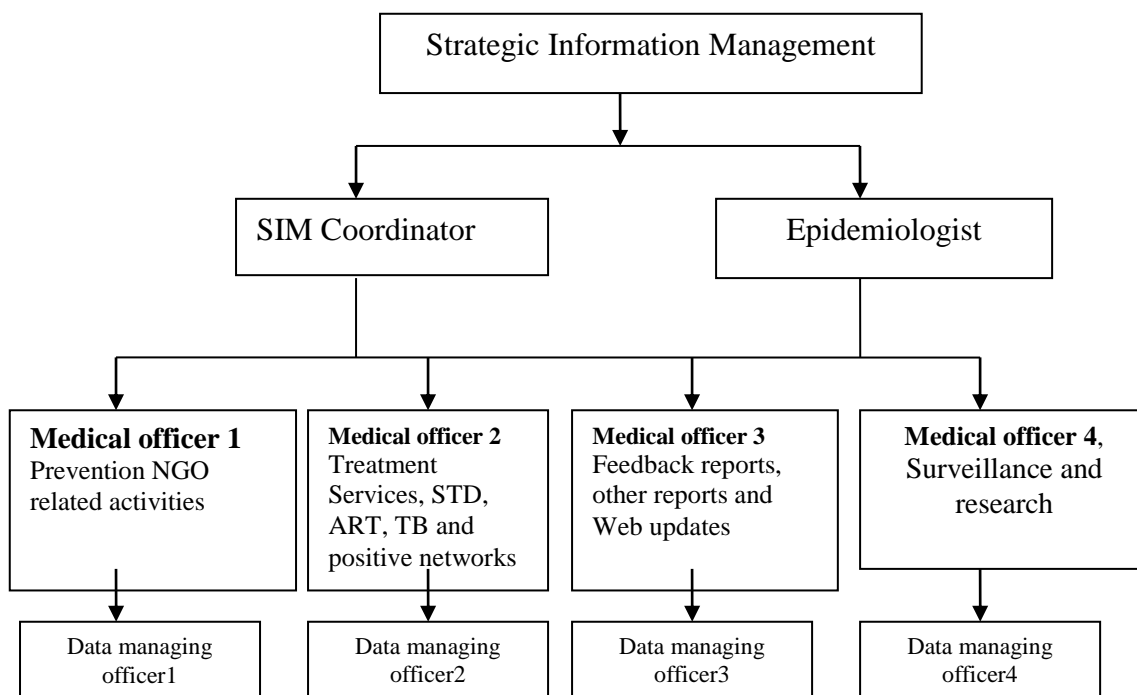 Strategic Information Management
SIM Coordinator
Epidemiologist
Medical officer 1
Prevention NGO
related activities
Medical officer 2
Treatment
Services, STD,
ART, TB and
positive networks
Medical officer 3
Feedback reports,
other reports and
Web updates
Medical officer 4,
Surveillance and
research
Data managing
officer1
Data managing
officer2
Data managing
officer3
Data managing
officer4